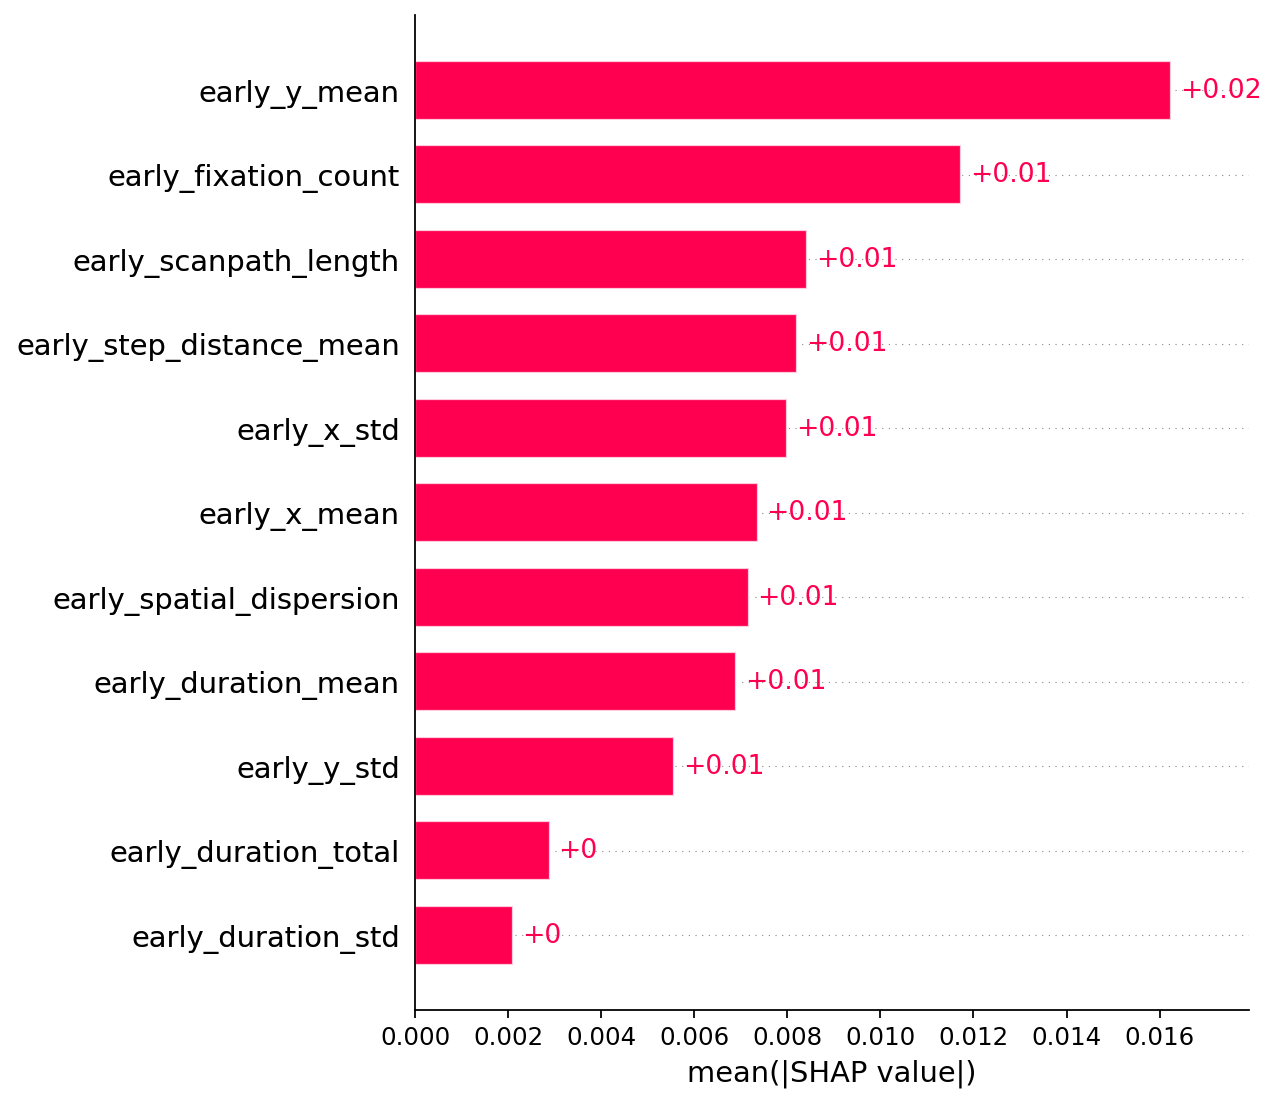 early_y_mean +0.02
early_fixation_count +0.01
early_scanpath_length +0.01
early_step_distance_mean +0.01
early_x_std +0.01
early_x_mean +0.01
early_spatial_dispersion +0.01
early_duration_mean +0.01
early_y_std +0.01
early_duration_total +0
early_duration_std +0
0.000 0.002 0.004 0.006 0.008 0.010 0.012 0.014 0.016
mean(|SHAP value|)